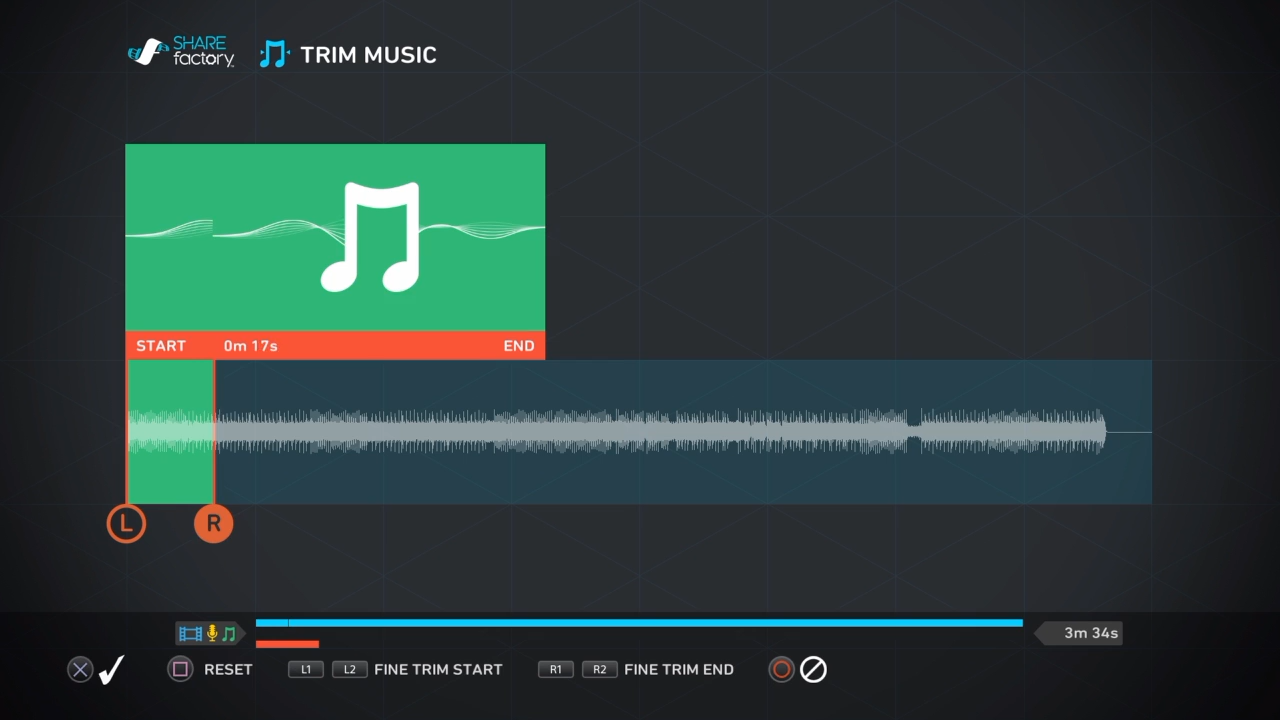 SHARE
factory™
TRIM MUSIC
START 0m 17s END
L R
3m 34s
RESET L1 L2 FINE TRIM START R1 R2 FINE TRIM END